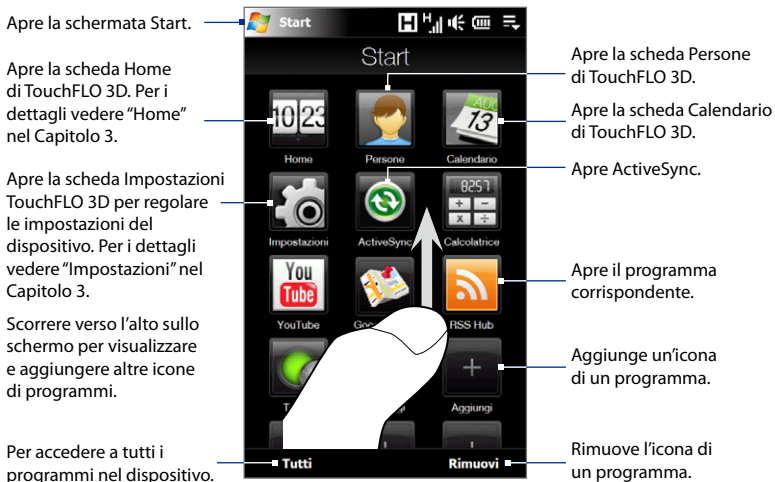 Apre la schermata Start.
Apre la scheda Home
di TouchFLO 3D. Per i
dettagli vedere “Home”
nel Capitolo 3.
Apre la scheda Impostazioni
TouchFLO 3D per regolare
le impostazioni del
dispositivo. Per i dettagli
vedere “Impostazioni” nel
Capitolo 3.
Scorrere verso l’alto sullo
schermo per visualizzare
e aggiungere altre icone
di programmi.
Per accedere a tutti i
programmi nel dispositivo.
Start
H H
Start
10 23
AUG
13
Home
Persone
Calendario
8257
Impostazioni
ActiveSync
Calcolatrice
You
Tube
YouTube
RSS Hub
Aggiungi
Tutti
Rimuovi
Apre la scheda Persone
di TouchFLO 3D.
Apre la scheda Calendario
di TouchFLO 3D.
Apre ActiveSync.
Apre il programma
corrispondente.
Aggiunge un’icona
di un programma.
Rimuove l’icona di
un programma.